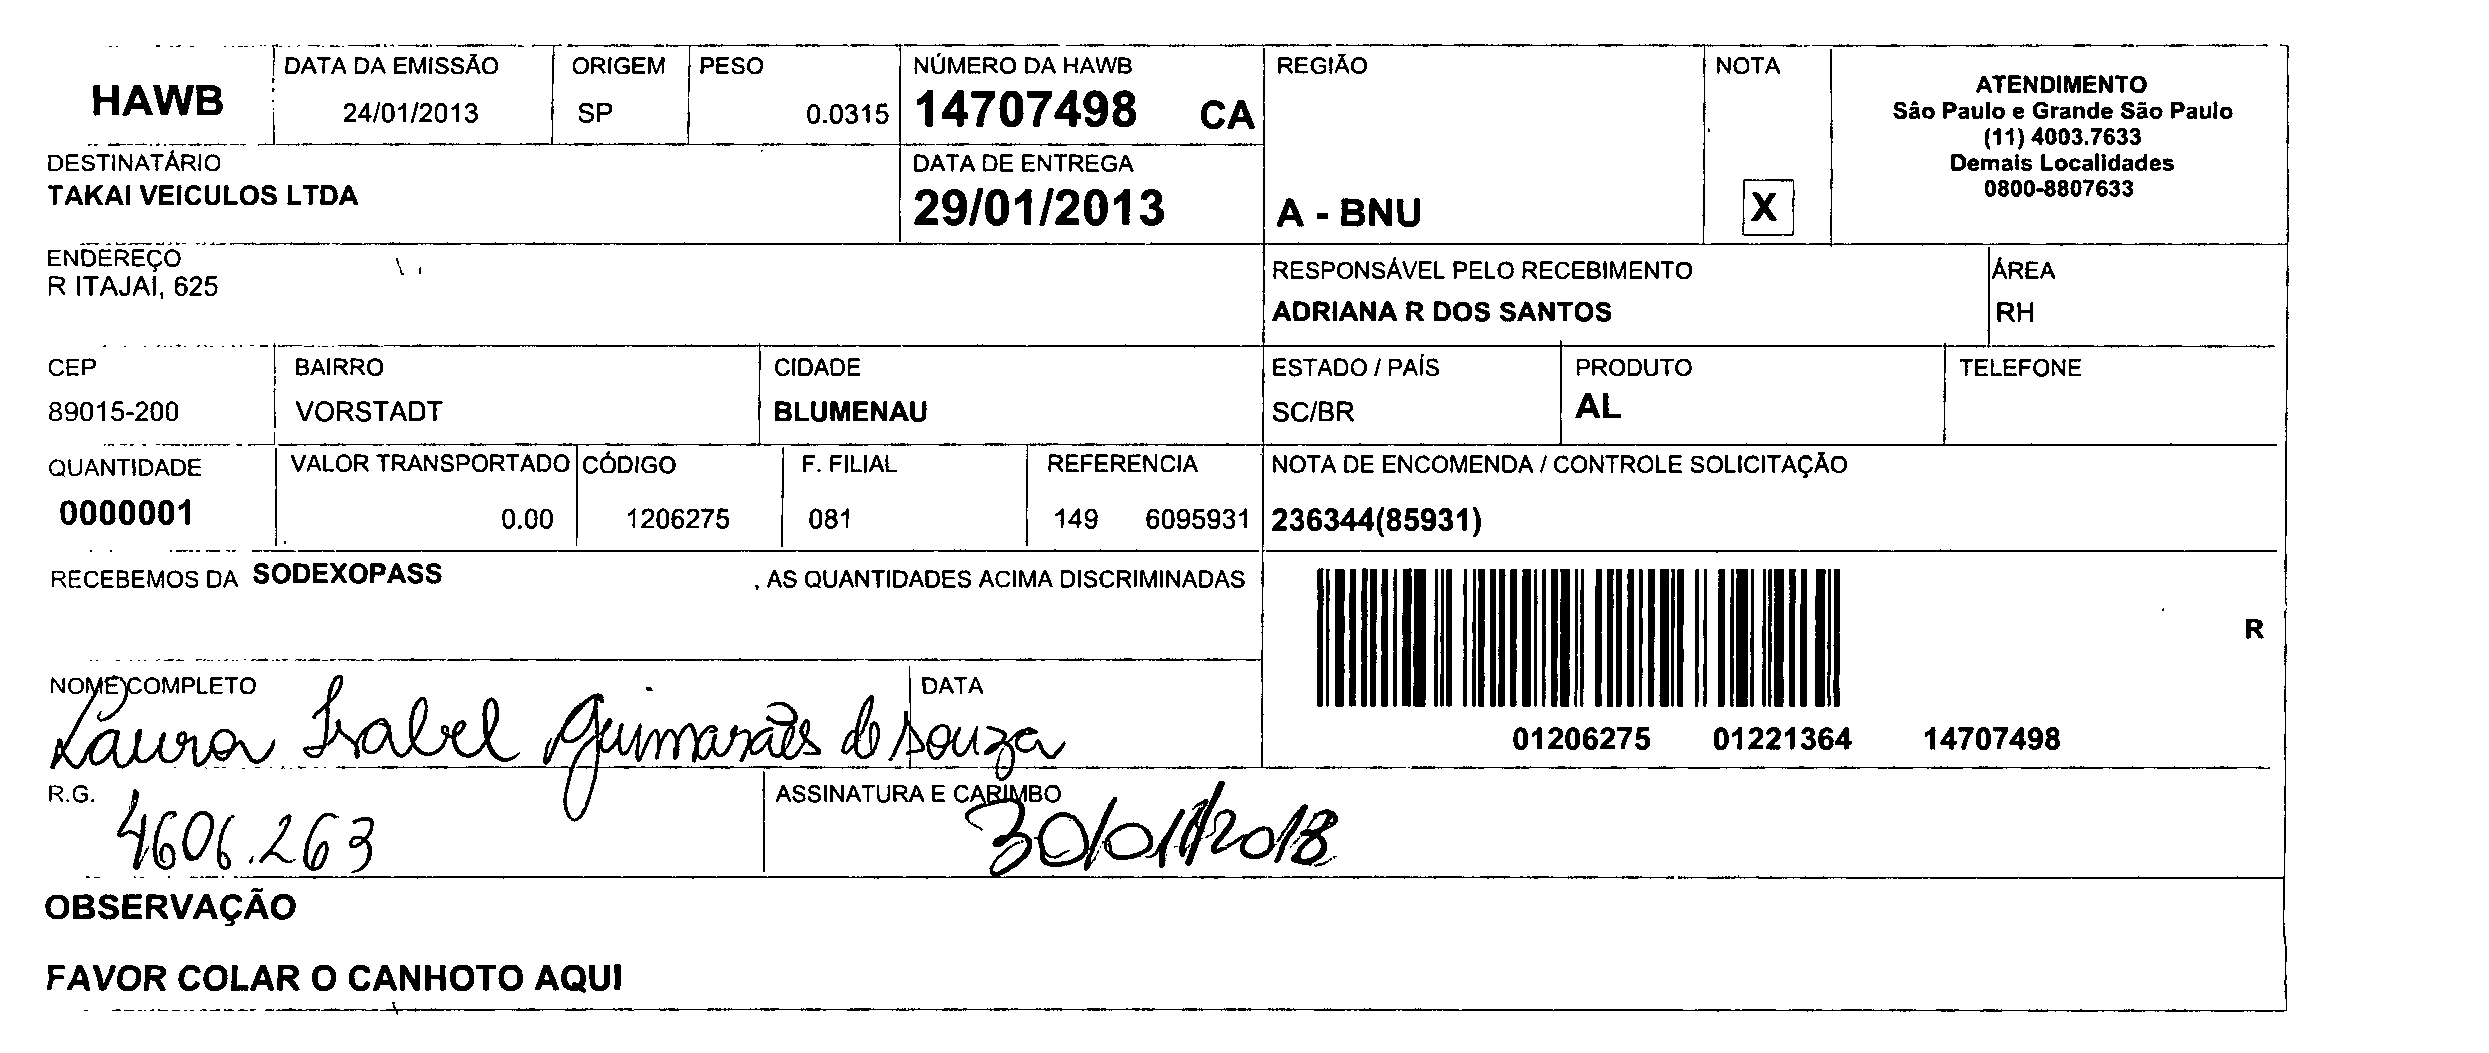 HAWB
DATA DA EMISSÃO
24/01/2013
ORIGEM
SP
PESO
0.0315
NÚMERO DA HAWB
14707498 CA
REGIÃO
A - BNU
NOTA
X
ATENDIMENTO
São Paulo e Grande São Paulo
(11) 4003.7633
Demais Localidades
0800-8807633
DESTINATÁRIO
TAKAI VEICULOS LTDA
DATA DE ENTREGA
29/01/2013
ENDEREÇO
R ITAJAÍ, 625
RESPONSÁVEL PELO RECEBIMENTO
ADRIANA R DOS SANTOS
ÁREA
RH
CEP
89015-200
BAIRRO
VORSTADT
CIDADE
BLUMENAU
ESTADO / PAÍS
SC/BR
PRODUTO
AL
TELEFONE
QUANTIDADE
0000001
VALOR TRANSPORTADO
0.00
CÓDIGO
1206275
F. FILIAL
081
REFERENCIA
149 6095931
NOTA DE ENCOMENDA / CONTROLE SOLICITAÇÃO
236344(85931)
RECEBEMOS DA SODEXOPASS , AS QUANTIDADES ACIMA DISCRIMINADAS
R
01206275 01221364 14707498
NOME COMPLETO
Laura Isabel Guimarães de Souza
DATA
R.G.
4606.263
ASSINATURA E CARIMBO
30/01/2013
OBSERVAÇÃO
FAVOR COLAR O CANHOTO AQUI